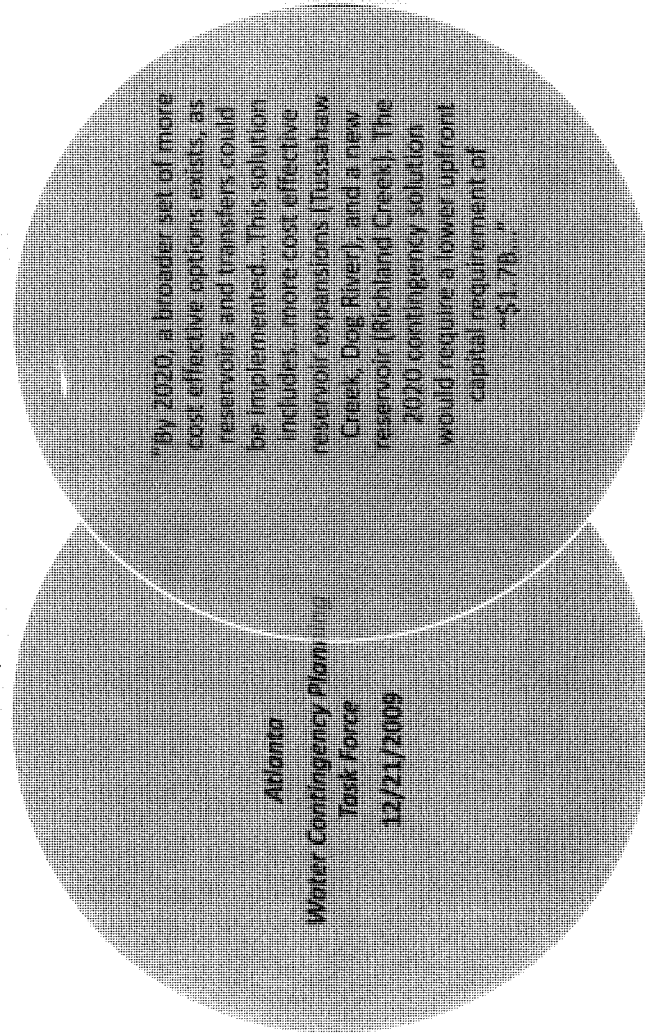 Atlanta
Water Contingency Planning
Task Force
12/21/2009
"By 2020, a broader set of more
cost effective options exists, as
reservoirs and transfers could
be implemented...This solution
includes...more cost effective
reservoir expansions (Tussahaw
Creek, Dog River), and a new
reservoir (Richland Creek). The
2020 contingency solution
would require a lower upfront
capital requirement of
~$1.7B..."